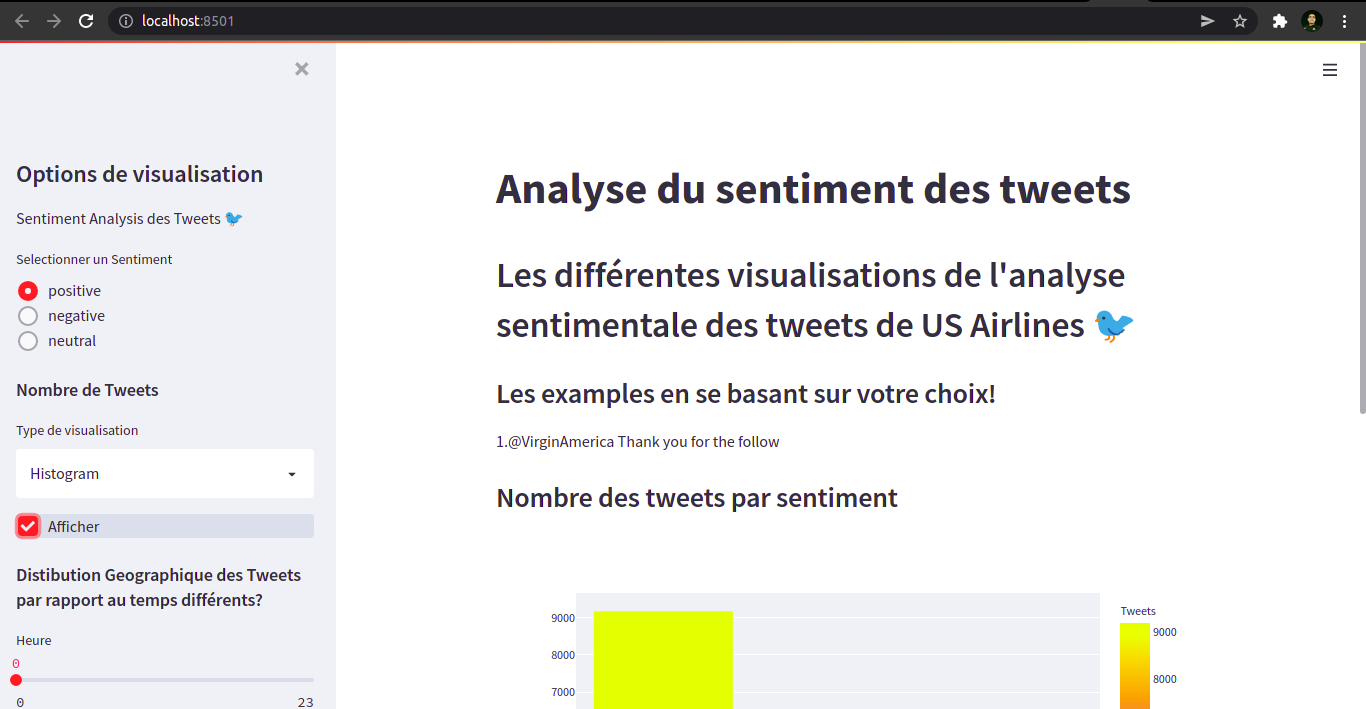 localhost:8501
Options de visualisation
Sentiment Analysis des Tweets 🐦
Selectionner un Sentiment
positive
negative
neutral
Nombre de Tweets
Type de visualisation
Histogram
Afficher
Distibution Geographique des Tweets
par rapport au temps différents?
Heure
0
0 23
Analyse du sentiment des tweets
Les différentes visualisations de l'analyse
sentimentale des tweets de US Airlines 🐦
Les examples en se basant sur votre choix!
1.@VirginAmerica Thank you for the follow
Nombre des tweets par sentiment
9000
8000
7000
Tweets
9000
8000